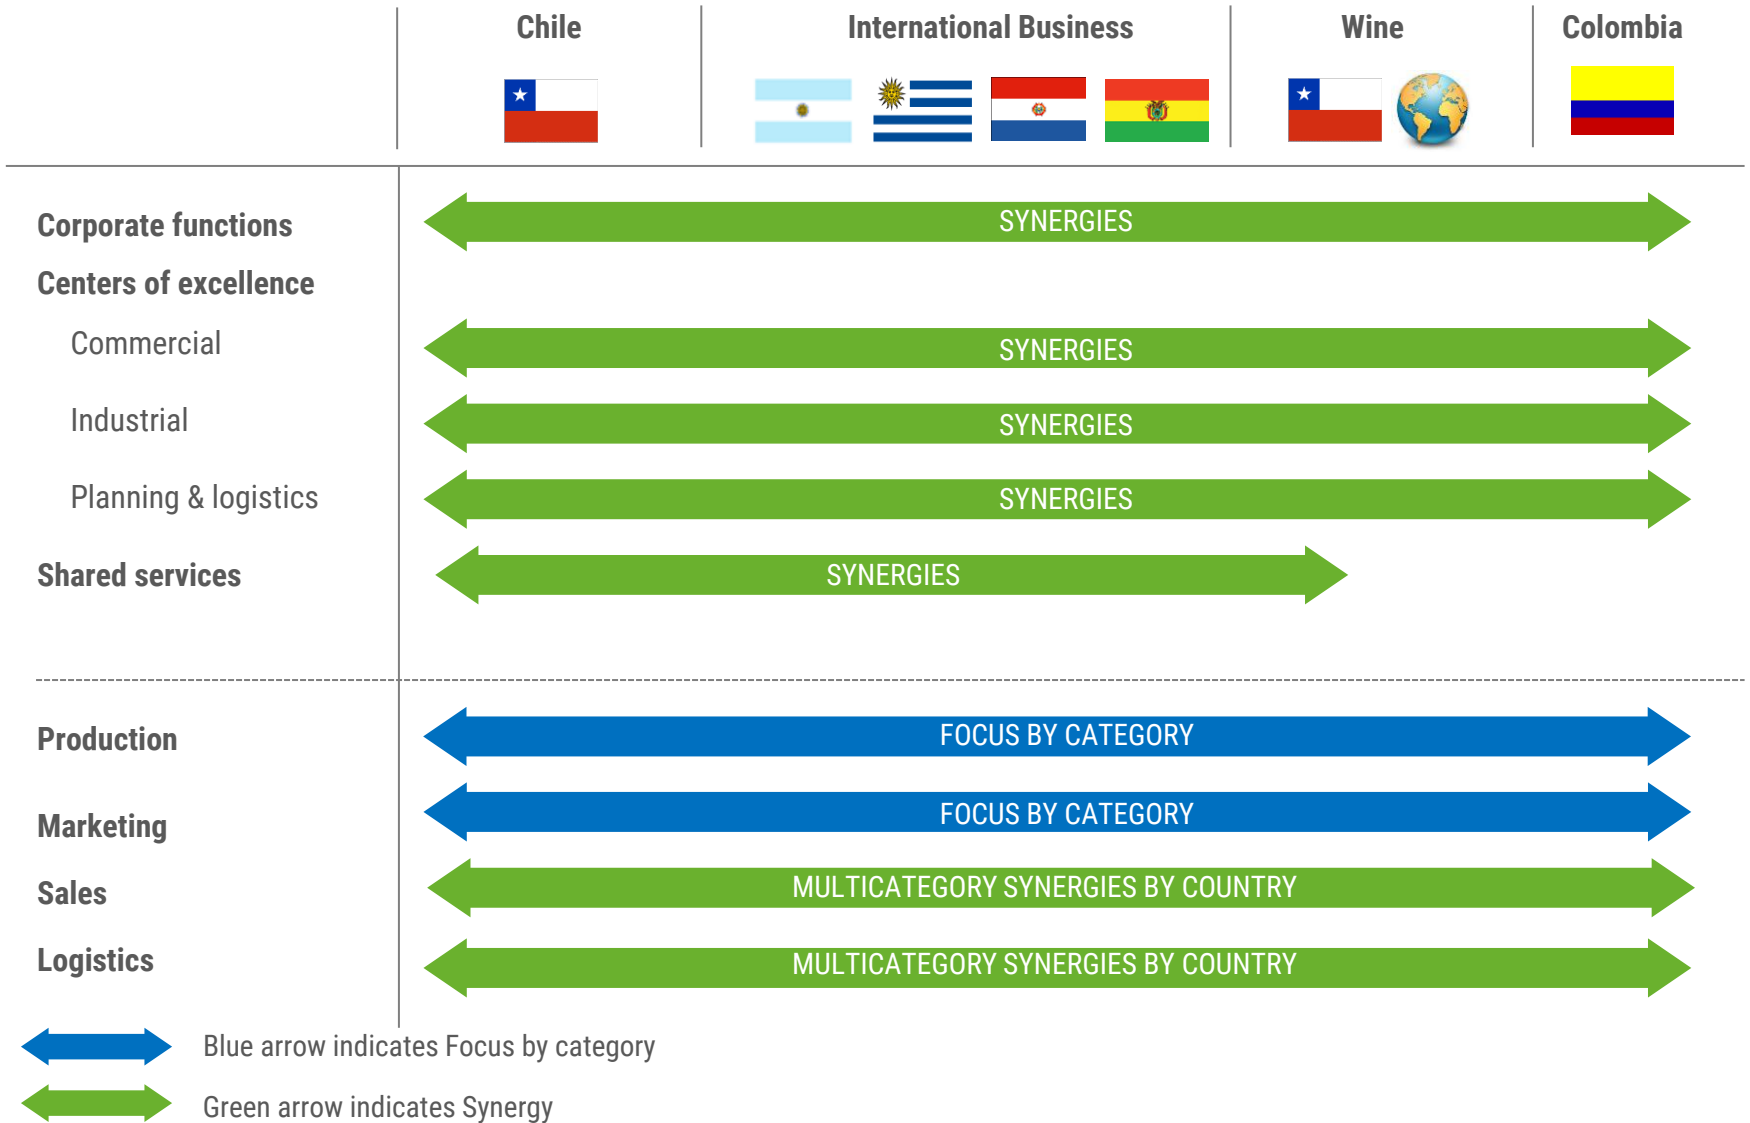 Chile
International Business
Wine
Colombia
Corporate functions
SYNERGIES
Centers of excellence
Commercial
SYNERGIES
Industrial
SYNERGIES
Planning & logistics
SYNERGIES
Shared services
SYNERGIES
Production
FOCUS BY CATEGORY
Marketing
FOCUS BY CATEGORY
Sales
MULTICATEGORY SYNERGIES BY COUNTRY
Logistics
MULTICATEGORY SYNERGIES BY COUNTRY
Blue arrow indicates Focus by category
Green arrow indicates Synergy